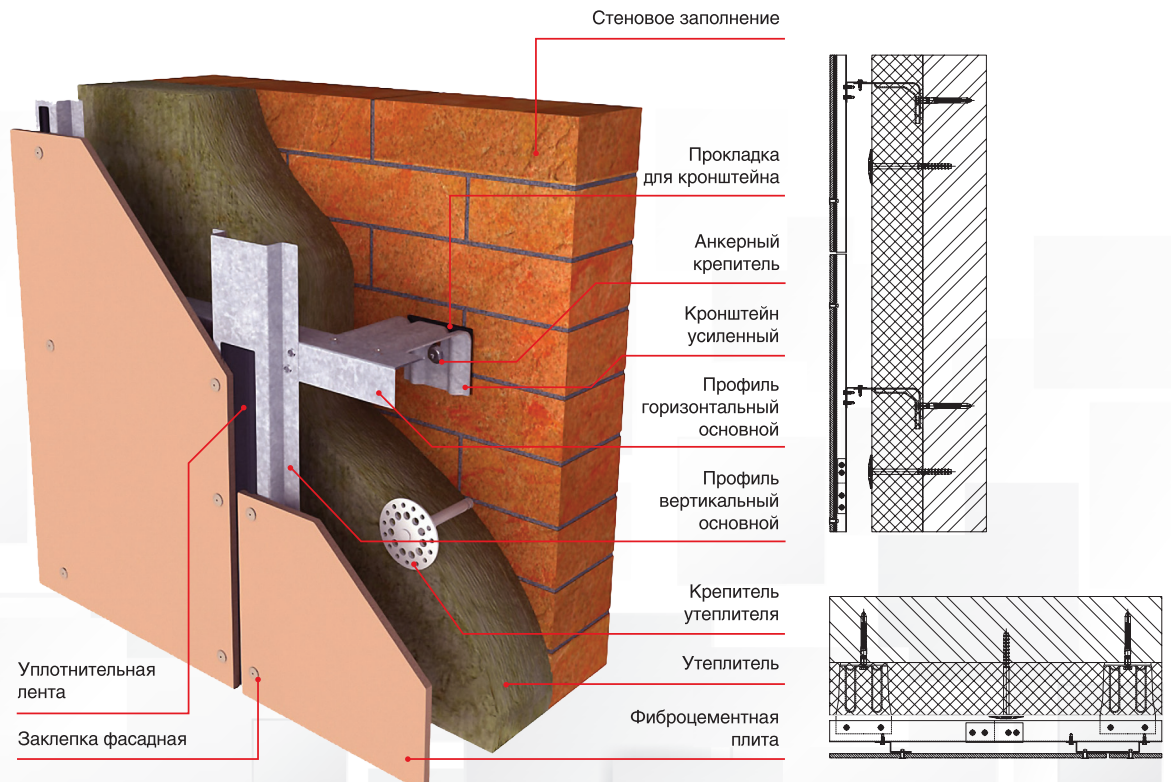 Стеновое заполнение
Прокладка
для кронштейна
Анкерный
крепитель
Кронштейн
усиленный
Профиль
горизонтальный
основной
Профиль
вертикальный
основной
Крепитель
утеплителя
Утеплитель
Фиброцементная
плита
Уплотнительная
лента
Заклепка фасадная